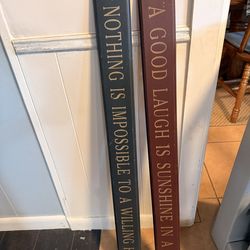 NOTHING IS IMPOSSIBLE TO A WILLING
A GOOD LAUGH IS SUNSHINE IN A